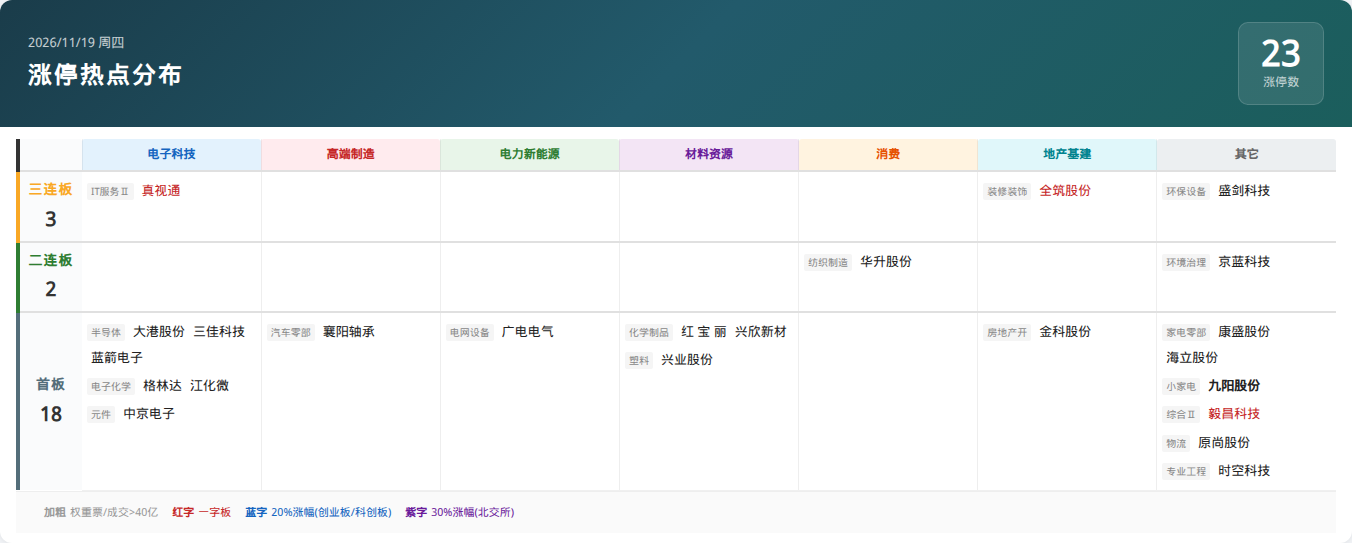 2026/11/19 周四
涨停热点分布
23
涨停数
电子科技 高端制造 电力新能源 材料资源 消费 地产基建 其它
三连板
3
IT服务Ⅱ 真视通
装修装饰 全筑股份
环保设备 盛剑科技
二连板
2
纺织制造 华升股份
环境治理 京蓝科技
首板
18
半导体 大港股份 三佳科技
蓝箭电子
电子化学 格林达 江化微
元件 中京电子
汽车零部 襄阳轴承
电网设备 广电电气
化学制品 红 宝 丽 兴欣新材
塑料 兴业股份
房地产开 金科股份
家电零部 康盛股份
海立股份
小家电 九阳股份
综合Ⅱ 毅昌科技
物流 原尚股份
专业工程 时空科技
加粗 权重票/成交>40亿 红字 一字板 蓝字 20%涨幅(创业板/科创板) 紫字 30%涨幅(北交所)